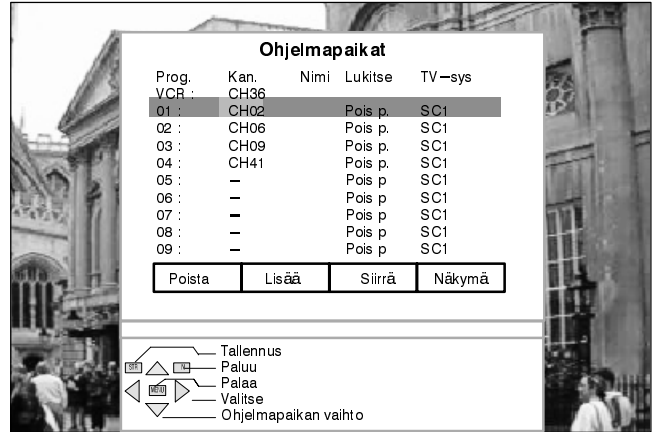 Ohjelmapaikat
Prog. Kan. Nimi Lukitse TV–sys
VCR : CH36
01 : CH02 Pois p. SC1
02 : CH06 Pois p. SC1
03 : CH09 Pois p. SC1
04 : CH41 Pois p. SC1
05 : – Pois p SC1
06 : – Pois p SC1
07 : – Pois p SC1
08 : – Pois p SC1
09 : – Pois p SC1
Poista Lisää Siirrä Näkymä
Tallennus
STR Paluu
Palaa
MENU Valitse
Ohjelmapaikan vaihto